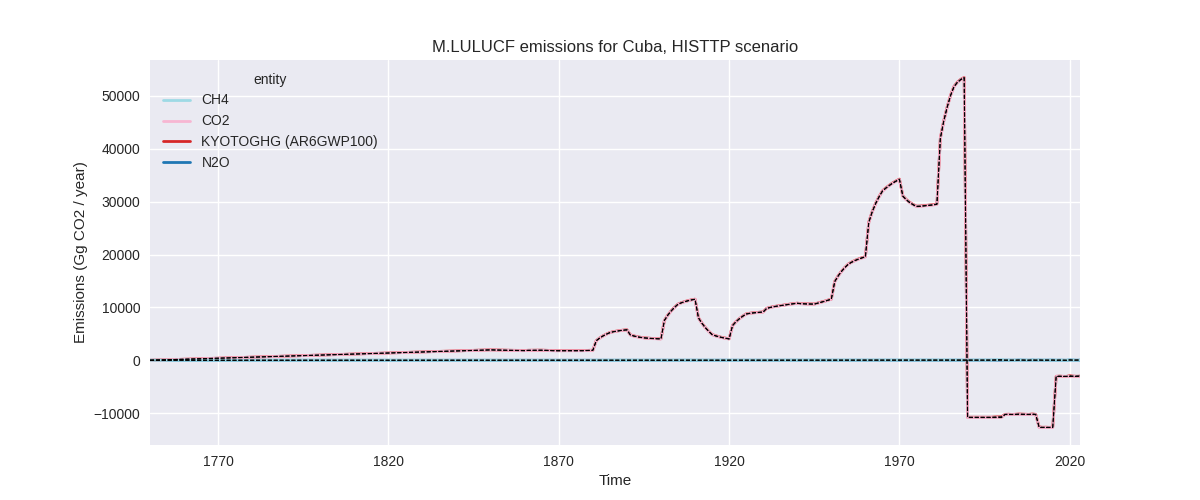 M.LULUCF emissions for Cuba, HISTTP scenario
entity
CH4
CO2
KYOTOGHG (AR6GWP100)
N2O
Emissions (Gg CO2 / year)
50000
40000
30000
20000
10000
0
−10000
1770
1820
1870
1920
1970
2020
Time